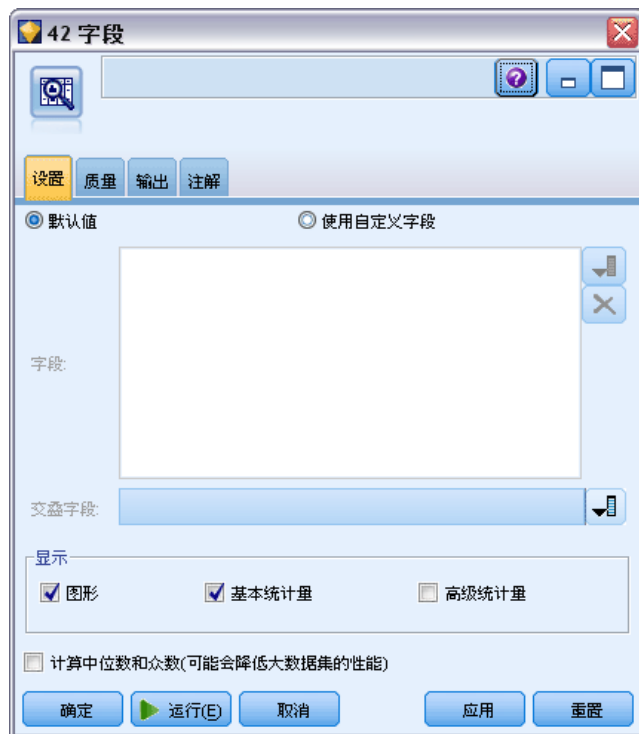 42 字段
设置 质量 输出 注解
默认值 使用自定义字段
字段:
交叠字段:
显示
图形 基本统计量 高级统计量
计算中位数和众数(可能会降低大数据集的性能)
确定 运行(E) 取消 应用 重置